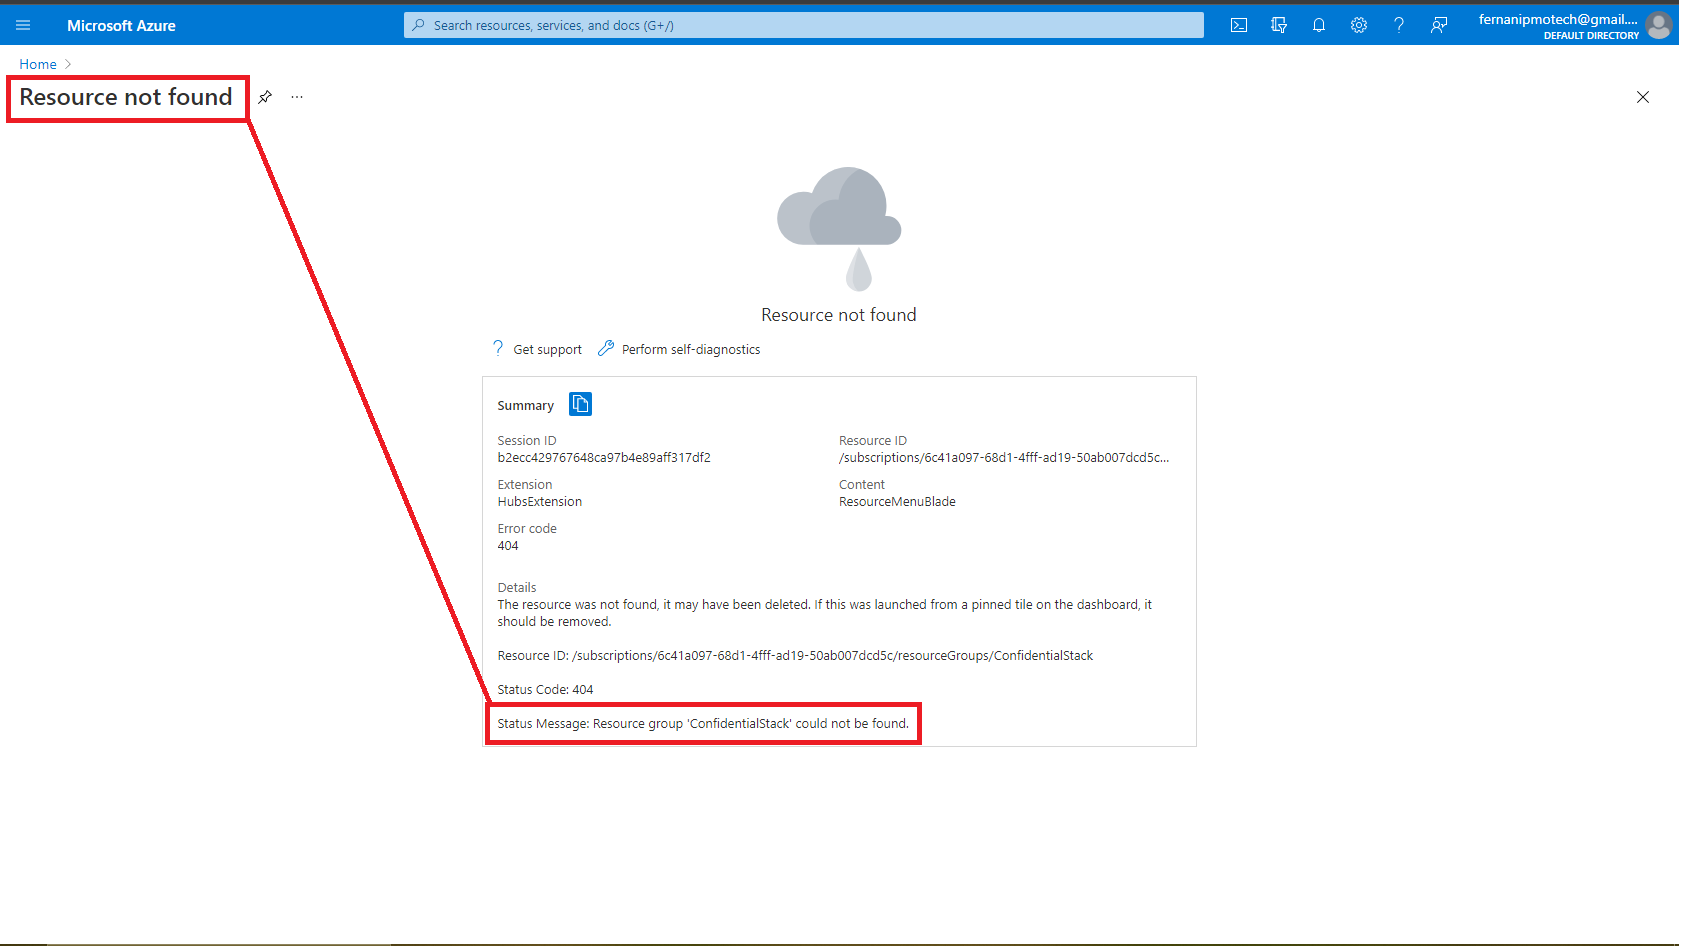 Microsoft Azure
Search resources, services, and docs (G+/)
fernanipmotech@gmail....
DEFAULT DIRECTORY
Home
Resource not found
...
Resource not found
Get support
Perform self-diagnostics
Summary
Session ID
b2ecc429767648ca97b4e89aff317df2
Resource ID
/subscriptions/6c41a097-68d1-4fff-ad19-50ab007dcd5c...
Extension
HubsExtension
Content
ResourceMenuBlade
Error code
404
Details
The resource was not found, it may have been deleted. If this was launched from a pinned tile on the dashboard, it
should be removed.
Resource ID: /subscriptions/6c41a097-68d1-4fff-ad19-50ab007dcd5c/resourceGroups/ConfidentialStack
Status Code: 404
Status Message: Resource group 'ConfidentialStack' could not be found.